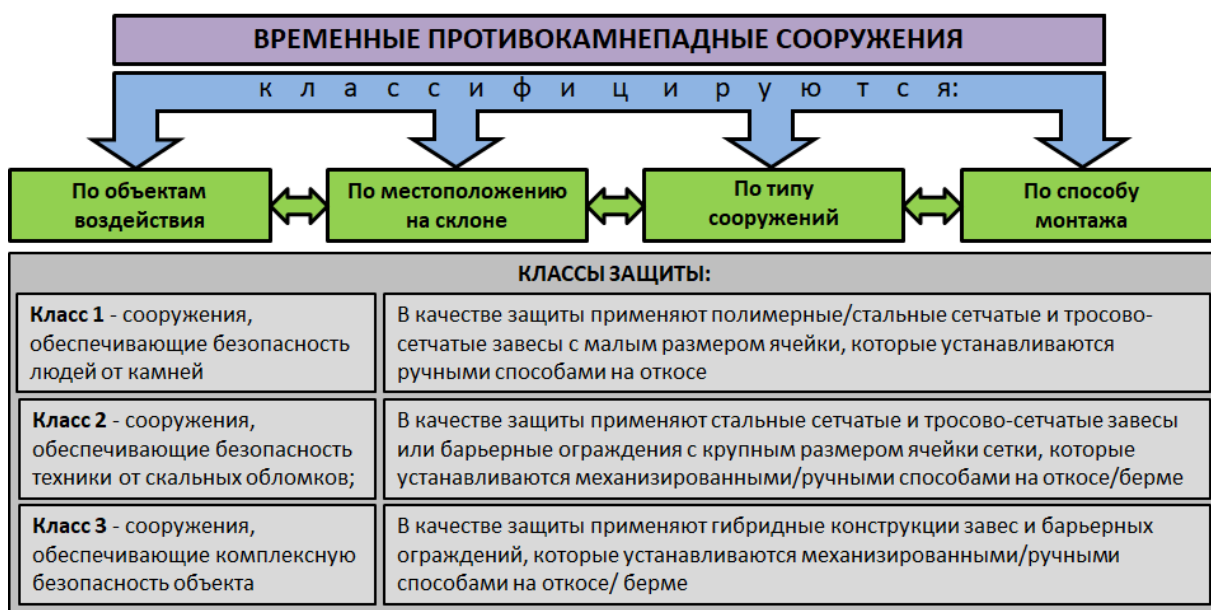 ВРЕМЕННЫЕ ПРОТИВОКАМНЕПАДНЫЕ СООРУЖЕНИЯ
классифицируются:
По объектам
воздействия
По местоположению
на склоне
По типу
сооружений
По способу
монтажа
КЛАССЫ ЗАЩИТЫ:
Класс 1 - сооружения,
обеспечивающие безопасность
людей от камней
В качестве защиты применяют полимерные/стальные сетчатые и тросово-
сетчатые завесы с малым размером ячейки, которые устанавливаются
ручными способами на откосе
Класс 2 - сооружения,
обеспечивающие безопасность
техники от скальных обломков;
В качестве защиты применяют стальные сетчатые и тросово-сетчатые завесы
или барьерные ограждения с крупным размером ячейки сетки, которые
устанавливаются механизированными/ручными способами на откосе/берме
Класс 3 - сооружения,
обеспечивающие комплексную
безопасность объекта
В качестве защиты применяют гибридные конструкции завес и барьерных
ограждений, которые устанавливаются механизированными/ручными
способами на откосе/ берме